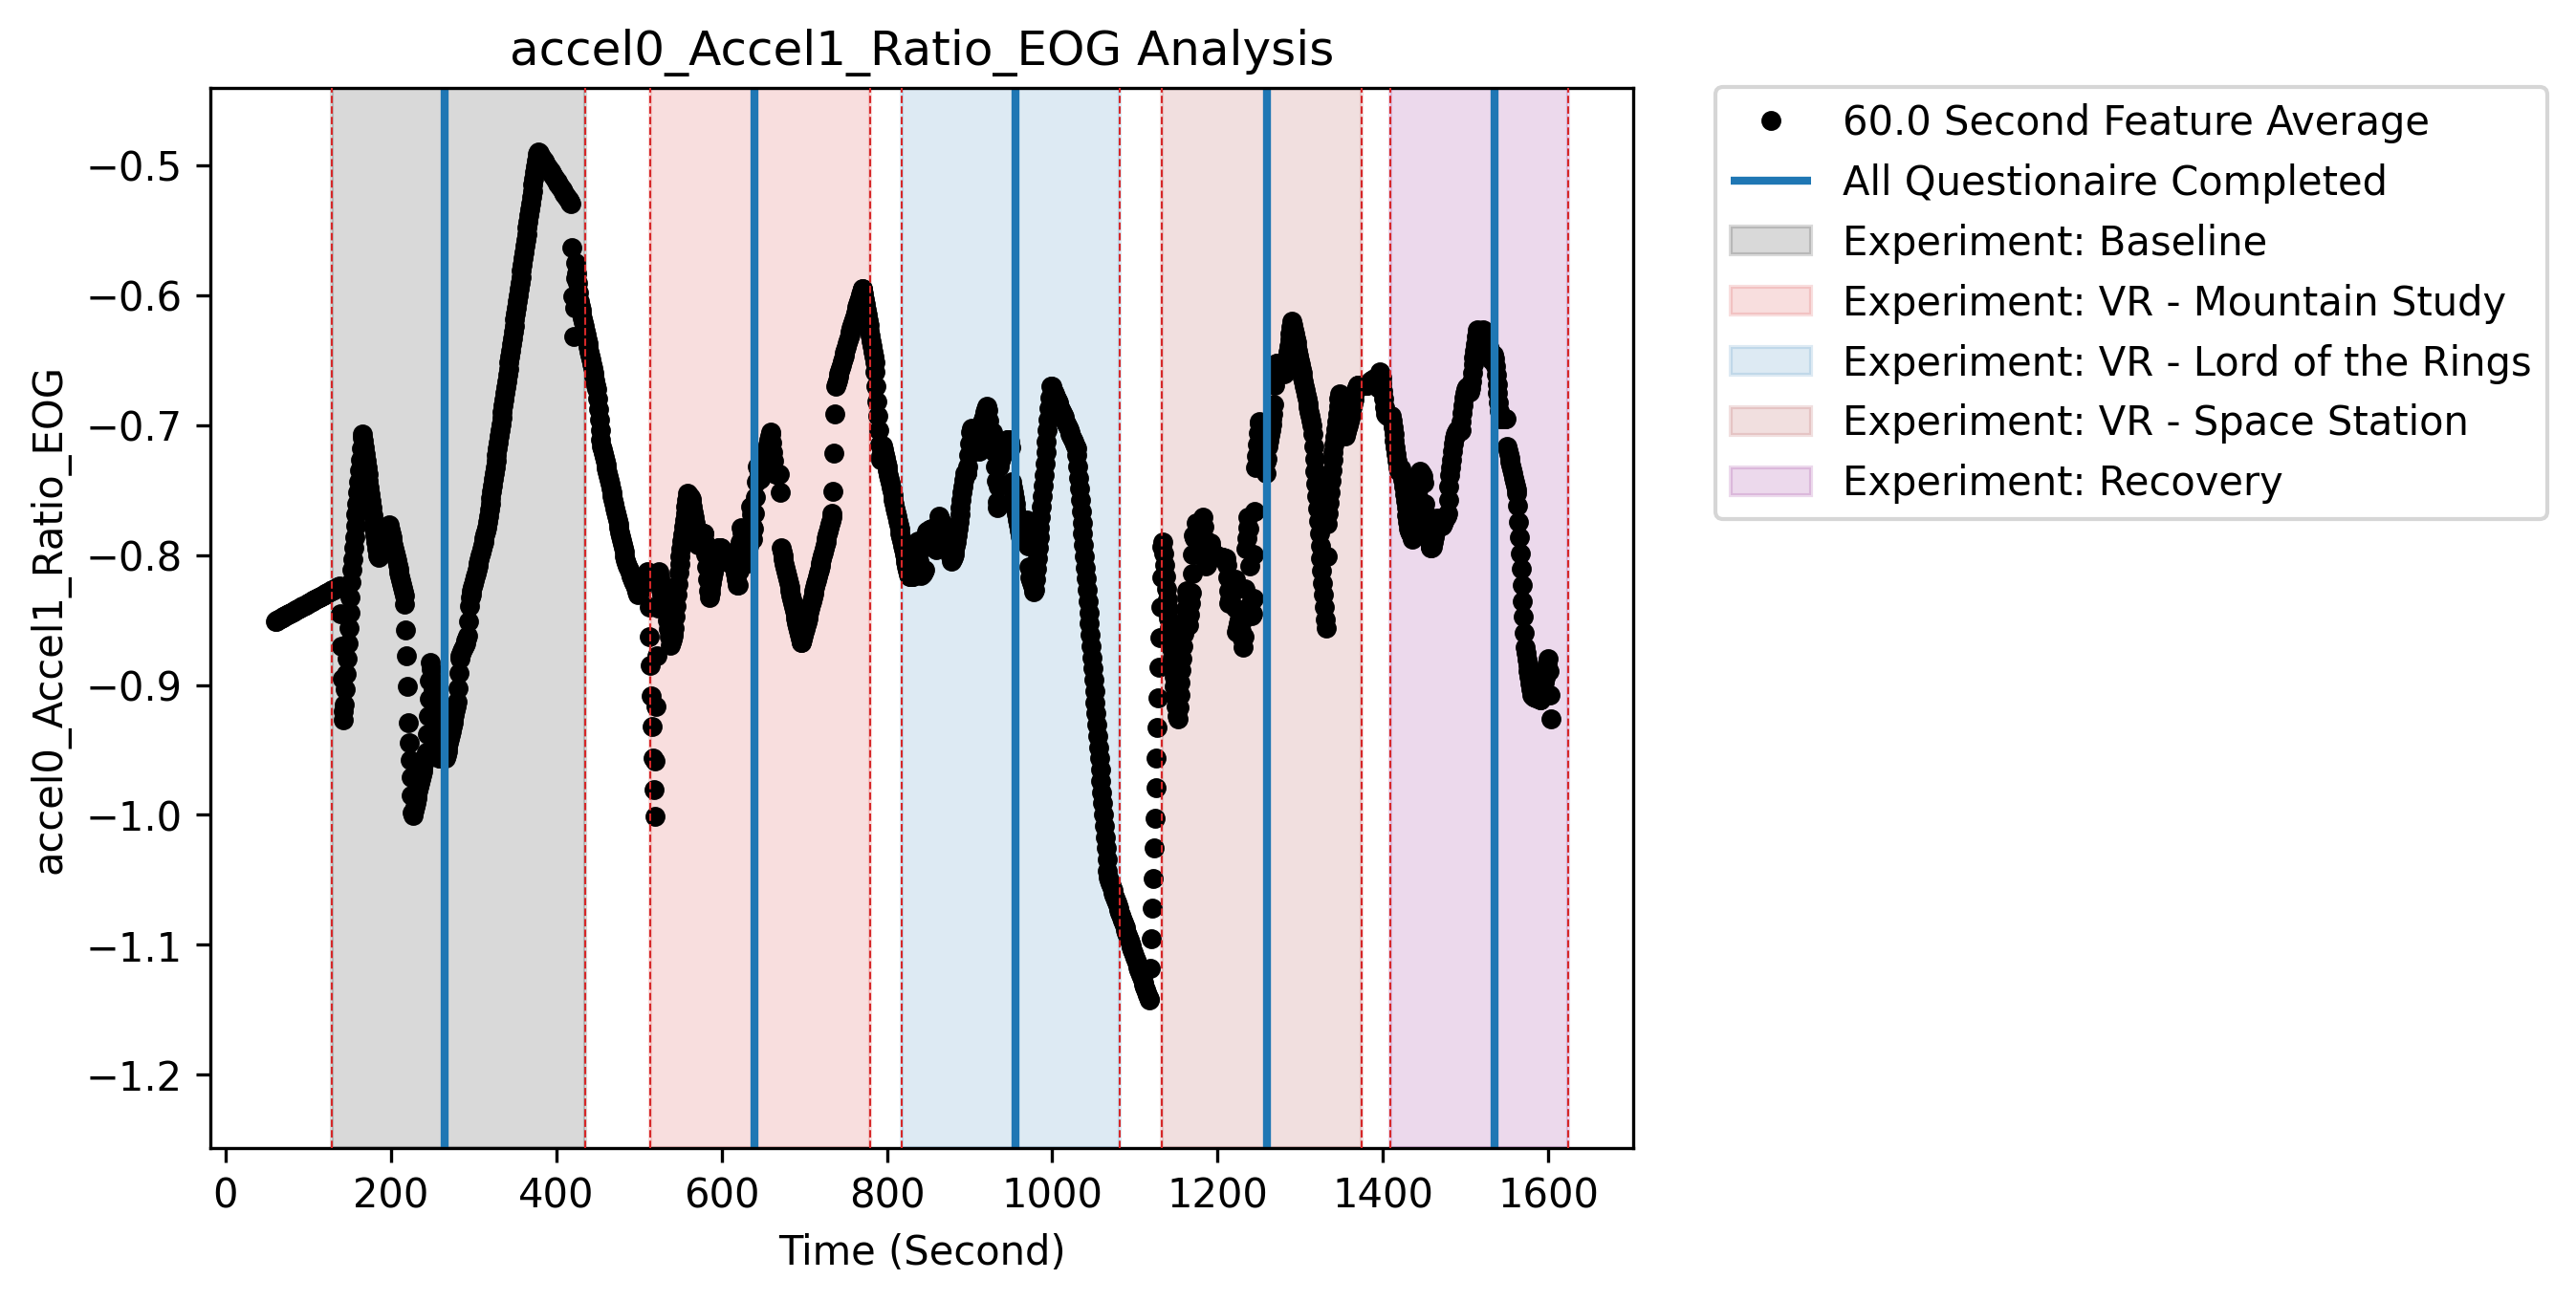 accel0_Accel1_Ratio_EOG Analysis
accel0_Accel1_Ratio_EOG
−0.5
−0.6
−0.7
−0.8
−0.9
−1.0
−1.1
−1.2
0 200 400 600 800 1000 1200 1400 1600
Time (Second)
60.0 Second Feature Average
All Questionaire Completed
Experiment: Baseline
Experiment: VR - Mountain Study
Experiment: VR - Lord of the Rings
Experiment: VR - Space Station
Experiment: Recovery